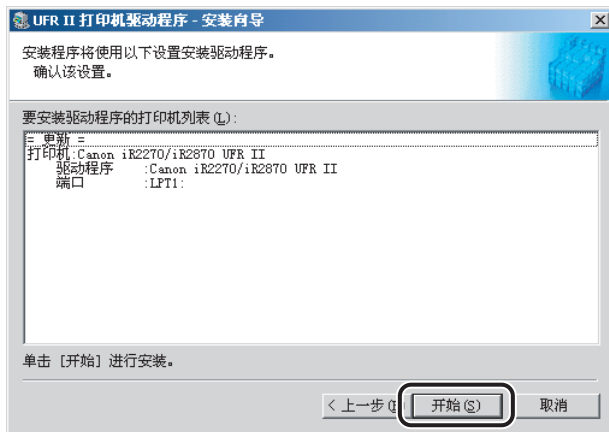 UFR II 打印机驱动程序 - 安装向导
安装程序将使用以下设置安装驱动程序。
确认该设置。
要安装驱动程序的打印机列表(L):
= 更新 =
打印机:Canon iR2270/iR2870 UFR II
驱动程序 :Canon iR2270/iR2870 UFR II
端口 :LPT1:
单击 [开始] 进行安装。
< 上一步 开始(S) 取消